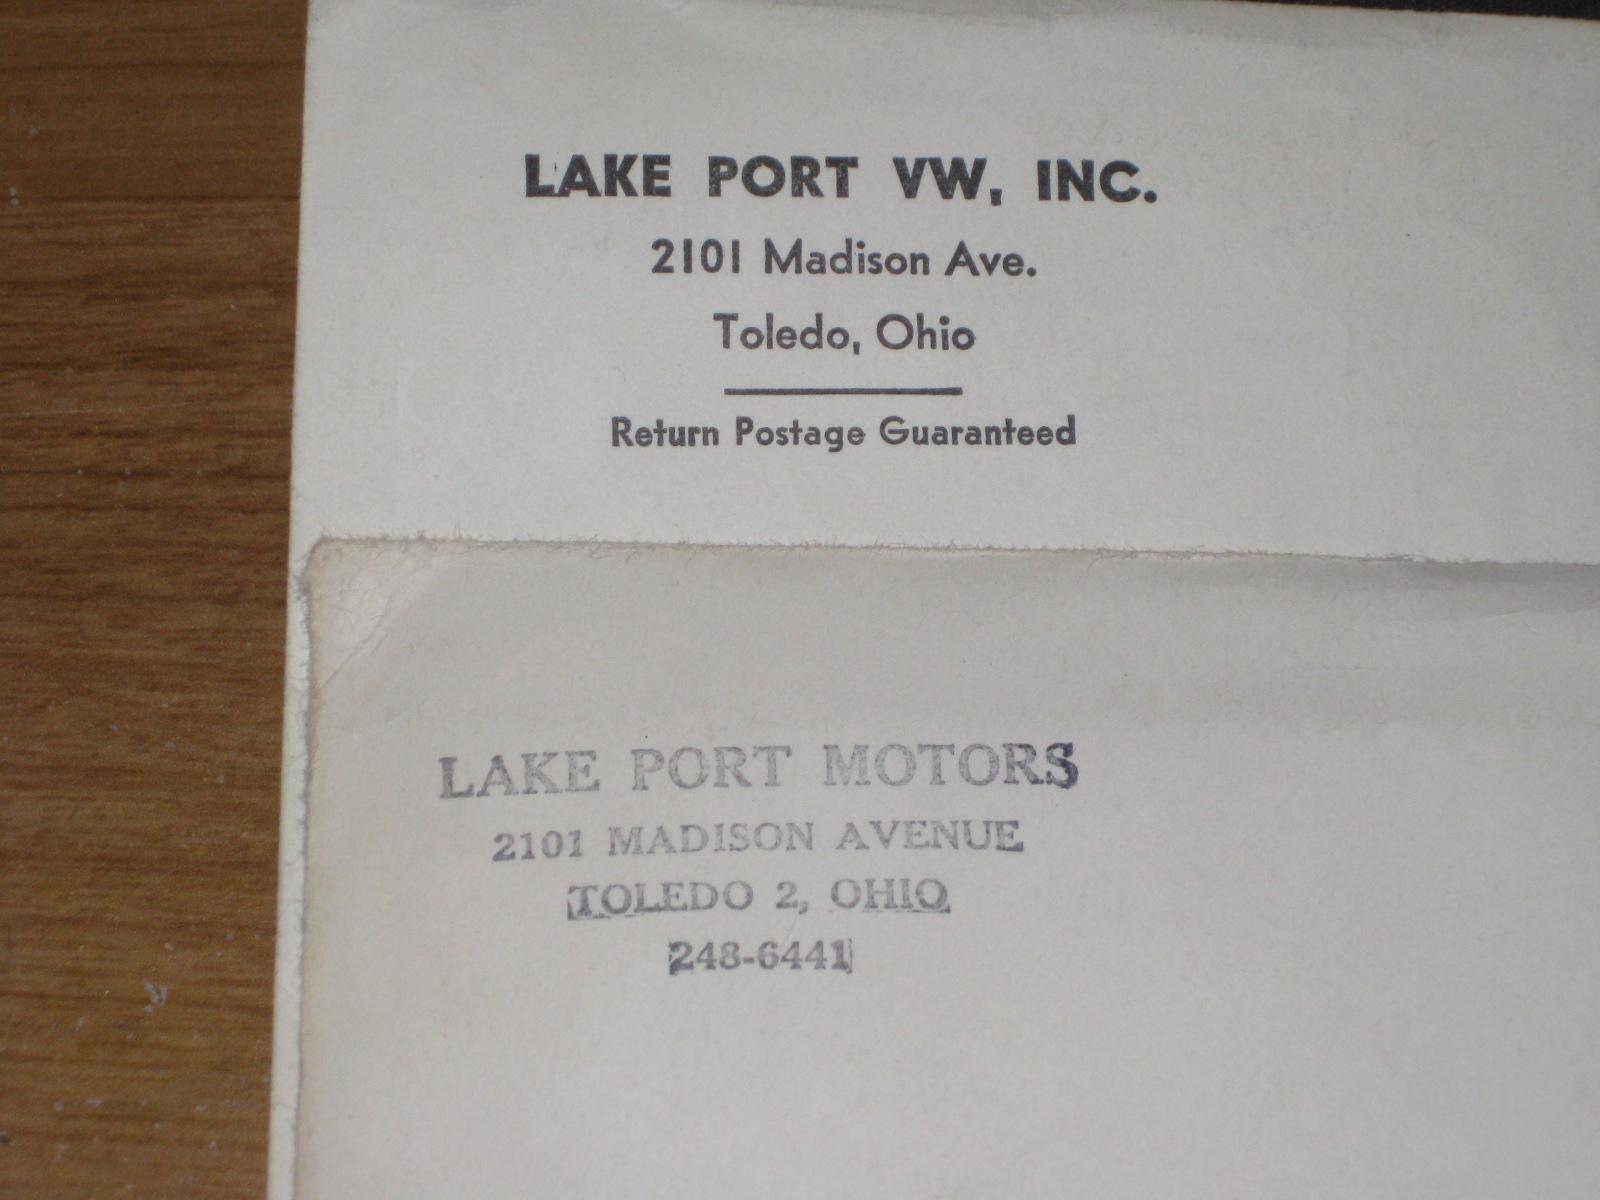 LAKE PORT VW, INC.
2101 Madison Ave.
Toledo, Ohio
Return Postage Guaranteed
LAKE PORT MOTORS
2101 MADISON AVENUE
TOLEDO 2, OHIO
248-6441